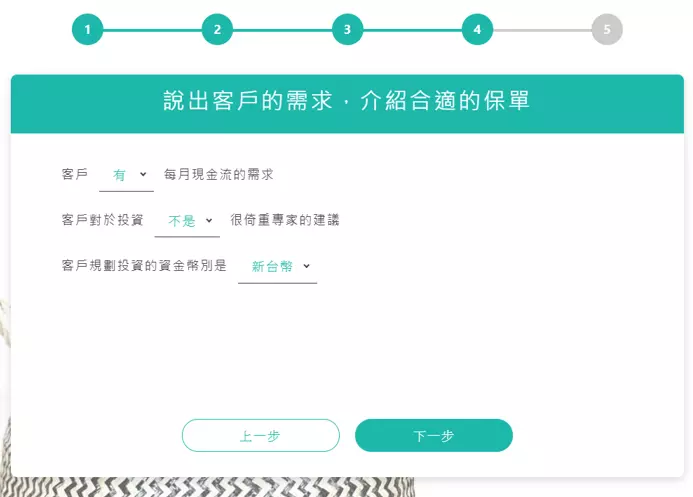 1 2 3 4 5
說出客戶的需求，介紹合適的保單
客戶 有 每月現金流的需求
客戶對於投資 不是 很倚重專家的建議
客戶規劃投資的資金幣別是 新台幣
上一步 下一步